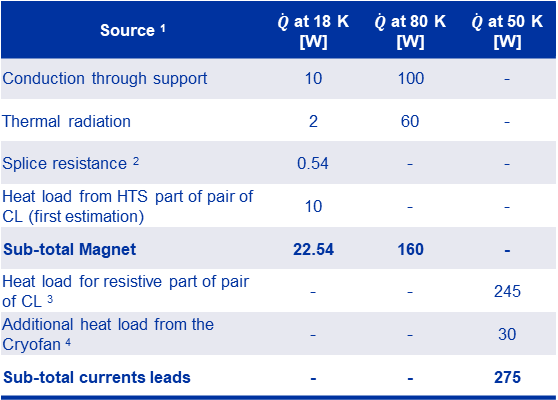 Source ¹ Q̇ at 18 K [W] Q̇ at 80 K [W] Q̇ at 50 K [W]
Conduction through support 10 100 -
Thermal radiation 2 60 -
Splice resistance ² 0.54 - -
Heat load from HTS part of pair of
CL (first estimation) 10 - -
Sub-total Magnet 22.54 160 -
Heat load for resistive part of pair
of CL ³ - - 245
Additional heat load from the
Cryofan ⁴ - - 30
Sub-total currents leads - - 275